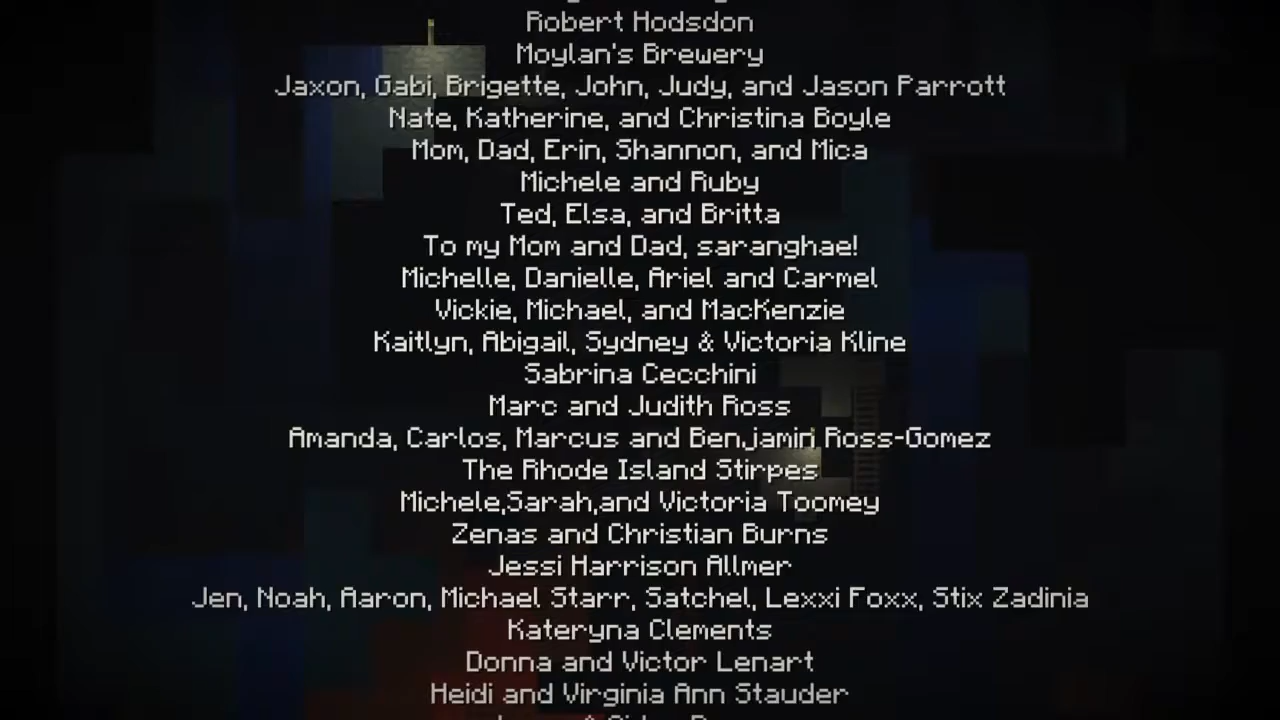 Robert Hodsdon
Moylan's Brewery
Jaxon, Gabi, Brigette, John, Judy, and Jason Parrott
Nate, Katherine, and Christina Boyle
Mom, Dad, Erin, Shannon, and Mica
Michele and Ruby
Ted, Elsa, and Britta
To my Mom and Dad, saranghae!
Michelle, Danielle, Ariel and Carmel
Vickie, Michael, and MacKenzie
Kaitlyn, Abigail, Sydney & Victoria Kline
Sabrina Cecchini
Marc and Judith Ross
Amanda, Carlos, Marcus and Benjamin Ross-Gomez
The Rhode Island Stirpes
Michele,Sarah,and Victoria Toomey
Zenas and Christian Burns
Jessi Harrison Allmer
Jen, Noah, Aaron, Michael Starr, Satchel, Lexxi Foxx, Stix Zadinia
Kateryna Clements
Donna and Victor Lenart
Heidi and Virginia Ann Stauder